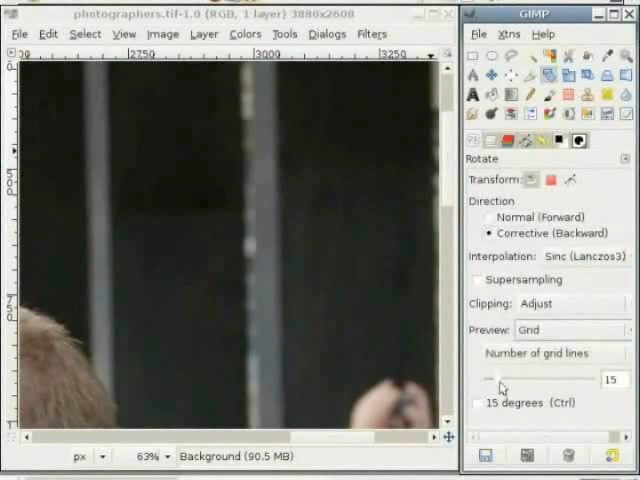 photographers.tif-1.0 (RGB, 1 layer) 3880x2608
File Edit Select View Image Layer Colors Tools Dialogs Filters
2750 3000 3250
500
750
px 63% Background (90.5 MB)
GIMP
File Xtns Help
Rotate
Transform:
Direction
Normal (Forward)
Corrective (Backward)
Interpolation: Sinc (Lanczos3)
Supersampling
Clipping: Adjust
Preview: Grid
Number of grid lines
15
15 degrees (Ctrl)